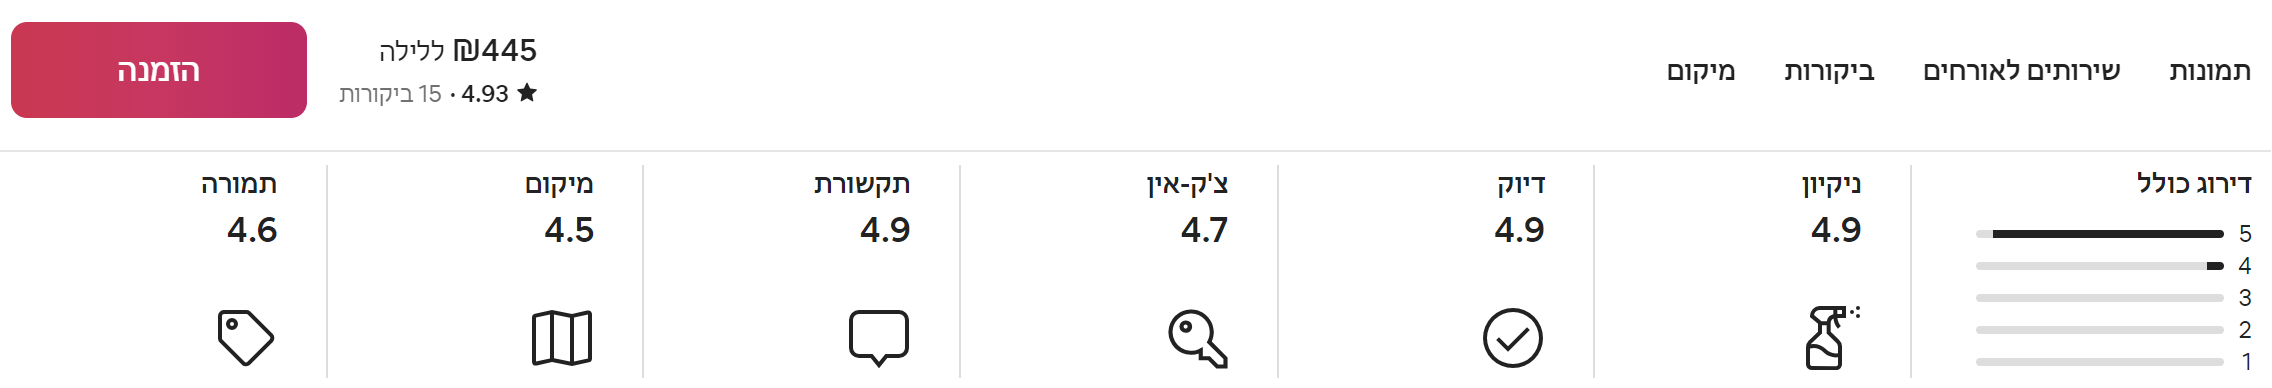 תמונות
שירותים לאורחים
ביקורות
מיקום
₪445 ללילה
4.93 · 15 ביקורות
הזמנה
דירוג כולל
5
4
3
2
1
ניקיון
4.9
דיוק
4.9
צ'ק-אין
4.7
תקשורת
4.9
מיקום
4.5
תמורה
4.6